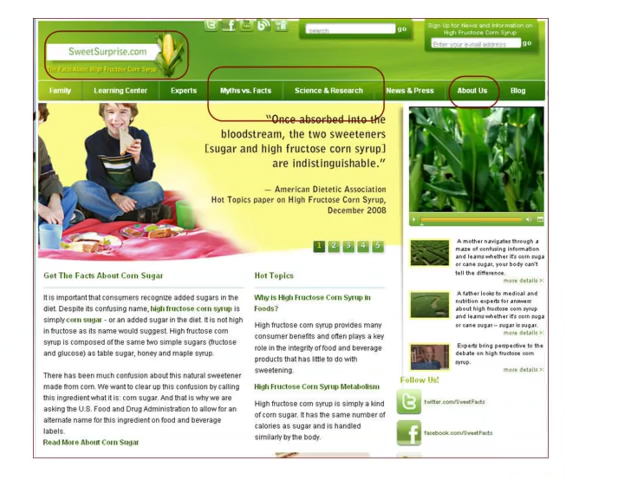 Sign Up for News and Information on
High Fructose Corn Syrup
search
go
Enter your e-mail address
go
SweetSurprise.com
The Facts About High Fructose Corn Syrup
Family
Learning Center
Experts
Myths vs. Facts
Science & Research
News & Press
About Us
Blog
“Once absorbed into the
bloodstream, the two sweeteners
[sugar and high fructose corn syrup]
are indistinguishable.”
— American Dietetic Association
Hot Topics paper on High Fructose Corn Syrup,
December 2008
1 2 3 4 5
Get The Facts About Corn Sugar
It is important that consumers recognize added sugars in the
diet. Despite its confusing name, high fructose corn syrup is
simply corn sugar - or an added sugar in the diet. It is not high
in fructose as its name would suggest. High fructose corn
syrup is composed of the same two simple sugars (fructose
and glucose) as table sugar, honey and maple syrup.
There has been much confusion about this natural sweetener
made from corn. We want to clear up this confusion by calling
this ingredient what it is: corn sugar. And that is why we are
asking the U.S. Food and Drug Administration to allow for an
alternate name for this ingredient on food and beverage
labels.
Read More About Corn Sugar
Hot Topics
Why is High Fructose Corn Syrup in
Foods?
High fructose corn syrup provides many
consumer benefits and often plays a key
role in the integrity of food and beverage
products that has little to do with
sweetening.
High Fructose Corn Syrup Metabolism
High fructose corn syrup is simply a kind
of corn sugar. It has the same number of
calories as sugar and is handled
similarly by the body.
A mother navigates through a
maze of confusing information
and learns whether it's corn suga
or cane sugar, your body can't
tell the difference.
more details >
A father looks to medical and
nutrition experts for answers
about high fructose corn syrup
and learns whether it's corn suga
or cane sugar – sugar is sugar.
more details >
Experts bring perspective to the
debate on high fructose corn
syrup.
more details >
Follow Us!
twitter.com/SweetFacts
facebook.com/SweetFacts